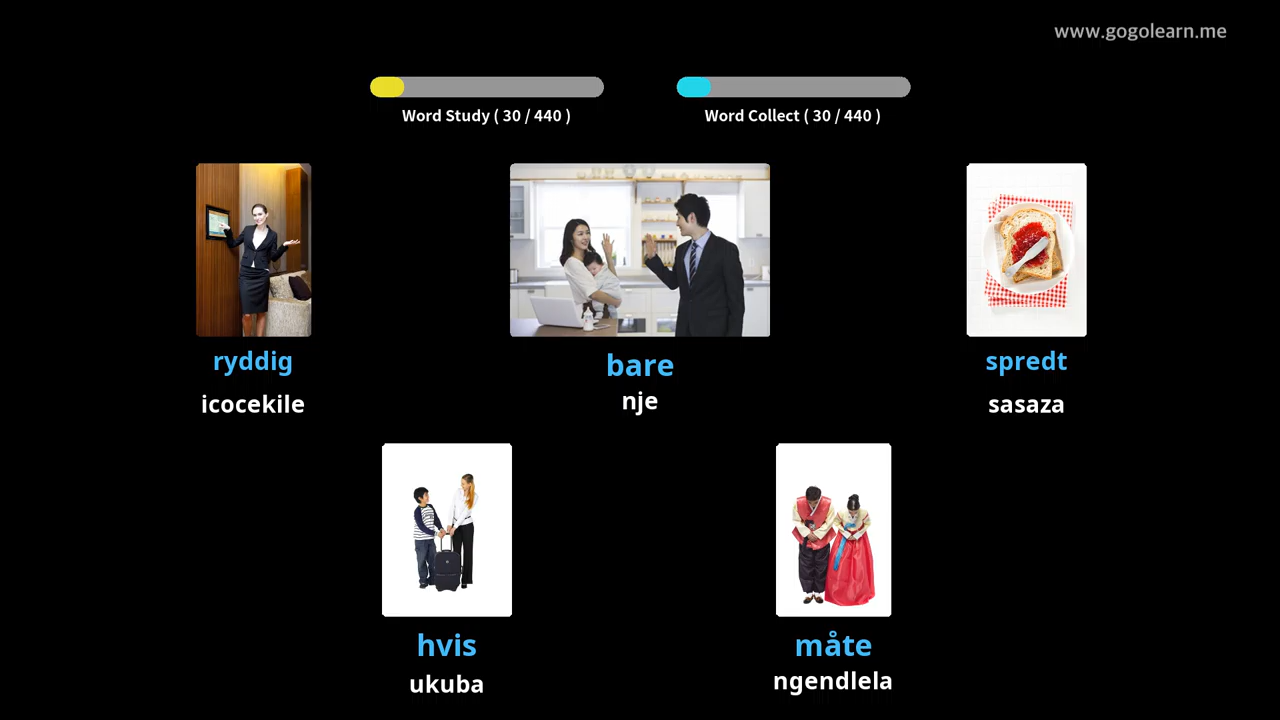 www.gogolearn.me
Word Study ( 30 / 440 )
Word Collect ( 30 / 440 )
ryddig
icocekile
bare
nje
spredt
sasaza
hvis
ukuba
måte
ngendlela